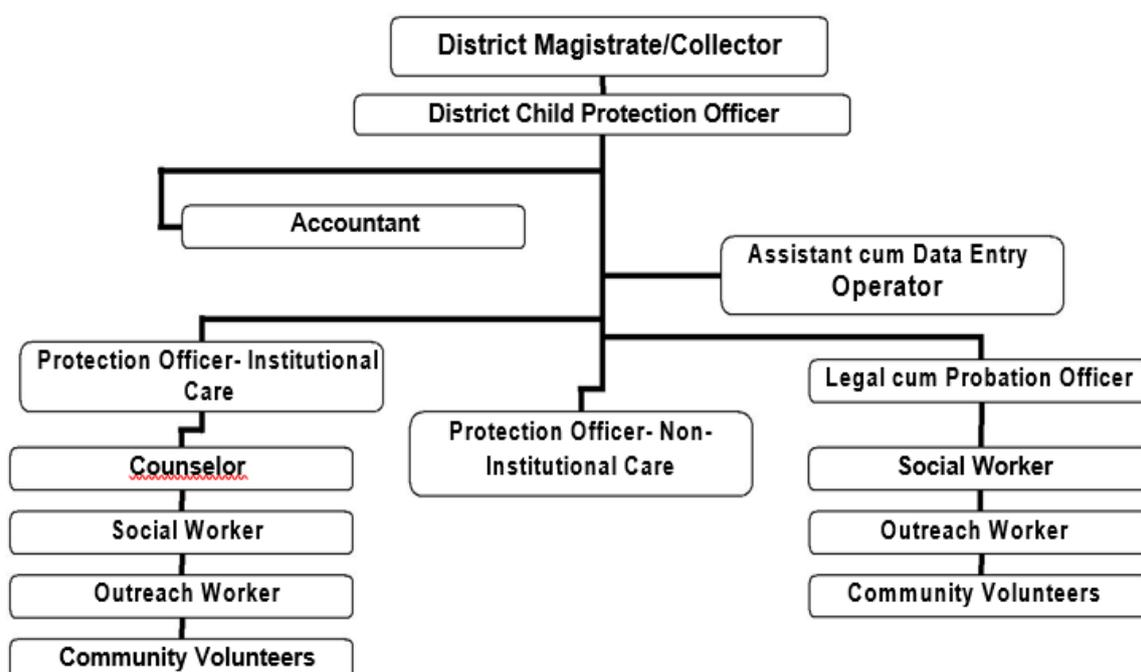 District Magistrate/Collector
District Child Protection Officer
Accountant
Assistant cum Data Entry
Operator
Protection Officer- Institutional
Care
Protection Officer- Non-
Institutional Care
Legal cum Probation Officer
Counselor
Social Worker
Outreach Worker
Community Volunteers
Social Worker
Outreach Worker
Community Volunteers